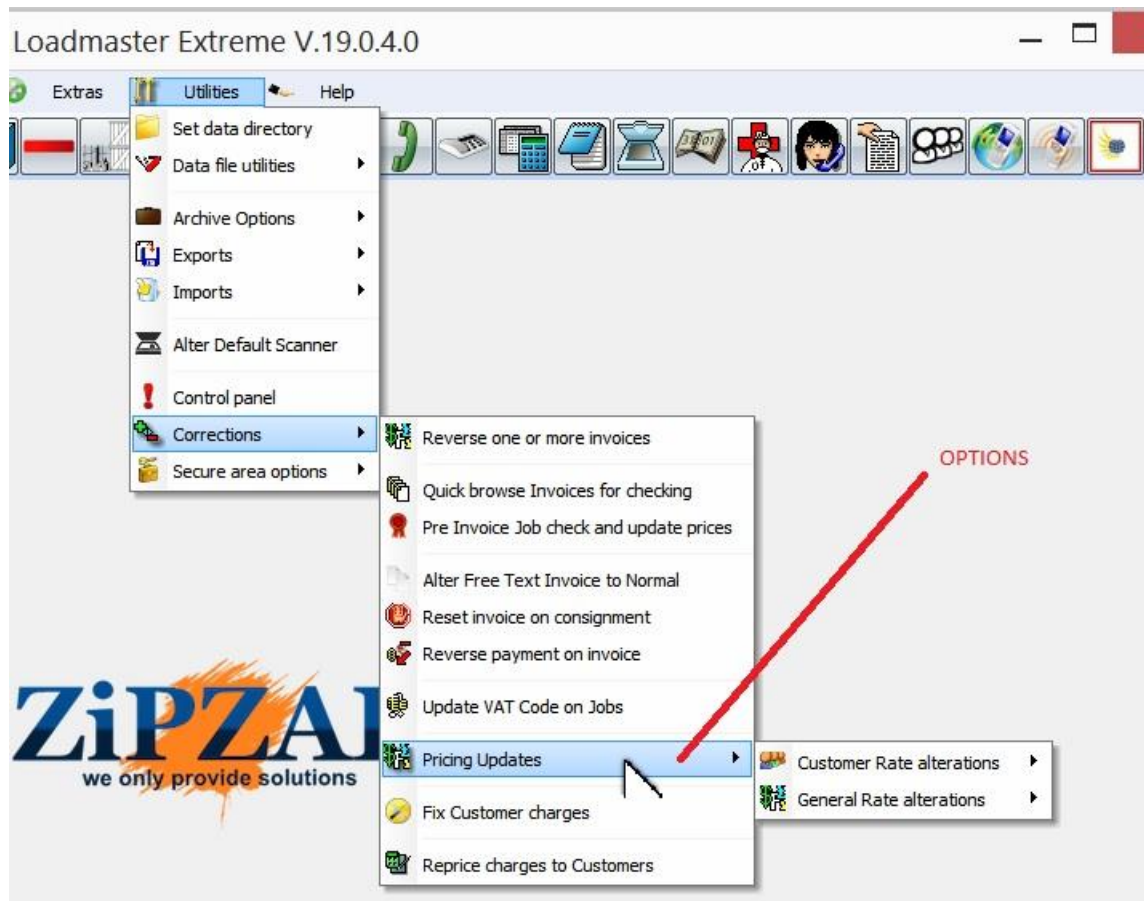 Loadmaster Extreme V.19.0.4.0
Extras Utilities Help
Set data directory
Data file utilities
Archive Options
Exports
Imports
Alter Default Scanner
Control panel
Corrections
Secure area options
Reverse one or more invoices
Quick browse Invoices for checking
Pre Invoice Job check and update prices
Alter Free Text Invoice to Normal
Reset invoice on consignment
Reverse payment on invoice
Update VAT Code on Jobs
Pricing Updates
Fix Customer charges
Reprice charges to Customers
Customer Rate alterations
General Rate alterations
OPTIONS
ZiPZA
we only provide solutions